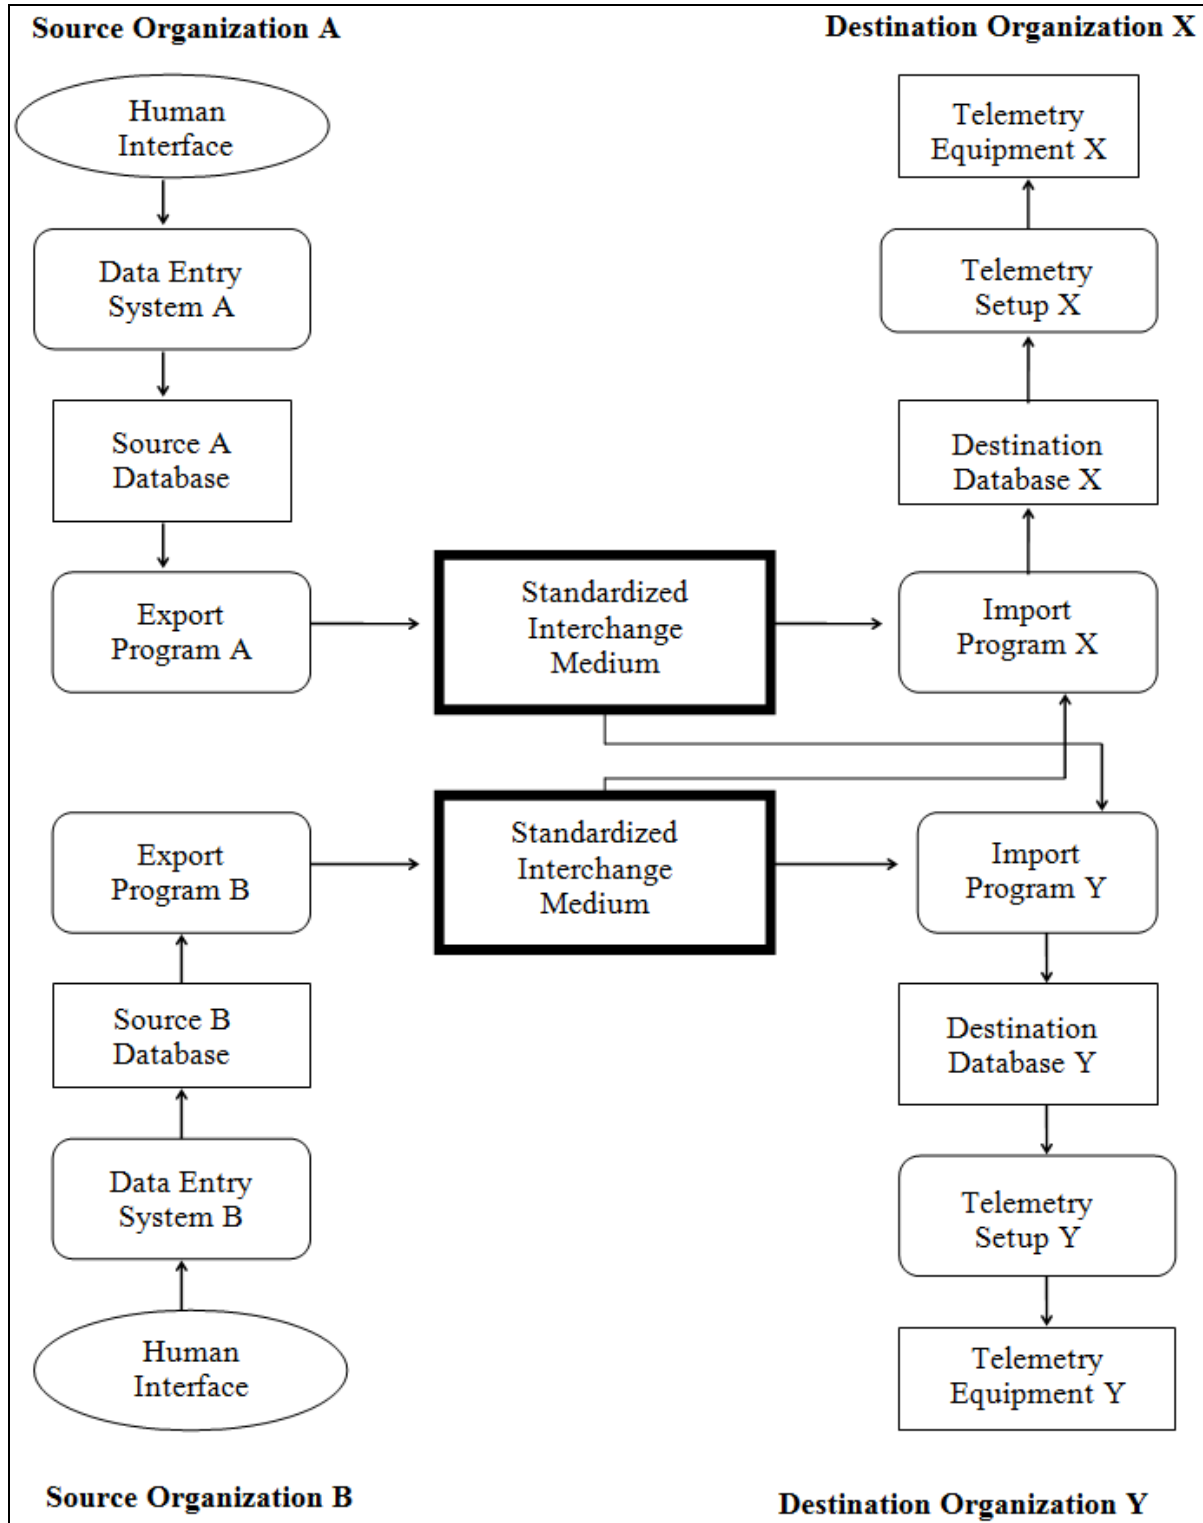 Source Organization A
Destination Organization X
Human
Interface
Telemetry
Equipment X
Data Entry
System A
Telemetry
Setup X
Source A
Database
Destination
Database X
Export
Program A
Standardized
Interchange
Medium
Import
Program X
Export
Program B
Standardized
Interchange
Medium
Import
Program Y
Source B
Database
Destination
Database Y
Data Entry
System B
Telemetry
Setup Y
Human
Interface
Telemetry
Equipment Y
Source Organization B
Destination Organization Y